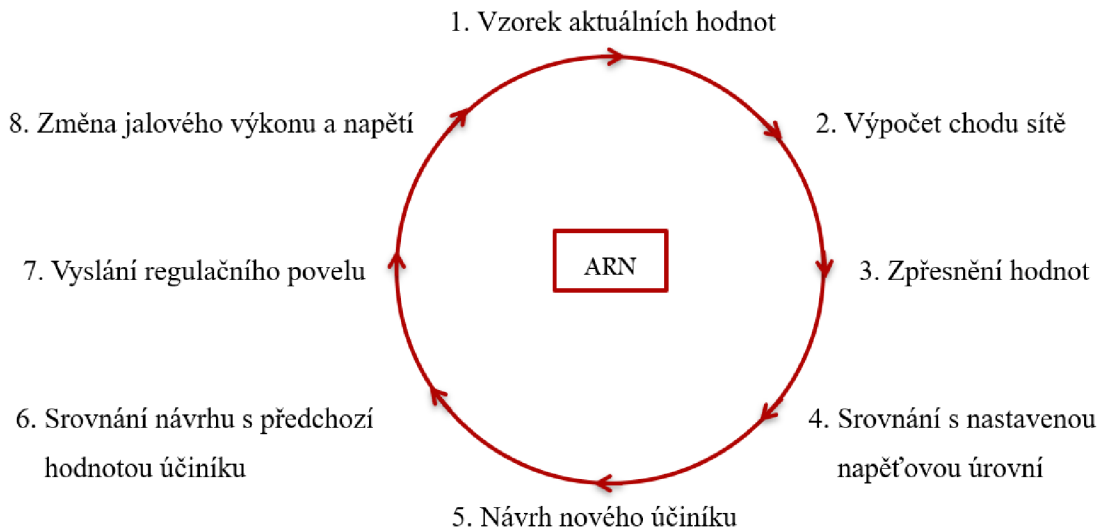 1. Vzorek aktuálních hodnot
2. Výpočet chodu sítě
3. Zpřesnění hodnot
4. Srovnání s nastavenou
napěťovou úrovní
5. Návrh nového účiníku
6. Srovnání návrhu s předchozí
hodnotou účiníku
7. Vyslání regulačního povelu
8. Změna jalového výkonu a napětí
ARN